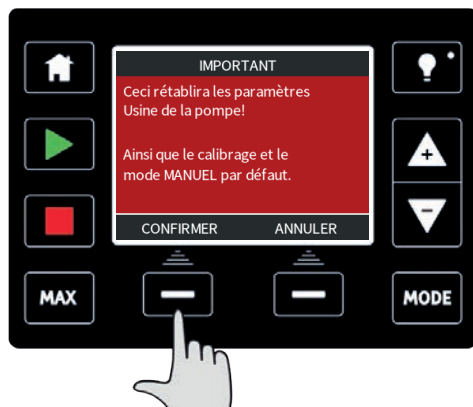 IMPORTANT
Ceci rétablira les paramètres
Usine de la pompe!
Ainsi que le calibrage et le
mode MANUEL par défaut.
CONFIRMER ANNULER
MAX
MODE